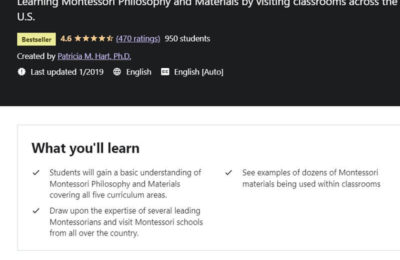 Learning Montessori Philosophy and Materials by visiting classrooms across the
U.S.
Bestseller 4.6 (470 ratings) 950 students
Created by Patricia M. Hart, Ph.D.
Last updated 1/2019 English English [Auto]
What you'll learn
Students will gain a basic understanding of
Montessori Philosophy and Materials
covering all five curriculum areas.
See examples of dozens of Montessori
materials being used within classrooms
Draw upon the expertise of several leading
Montessorians and visit Montessori schools
from all over the country.